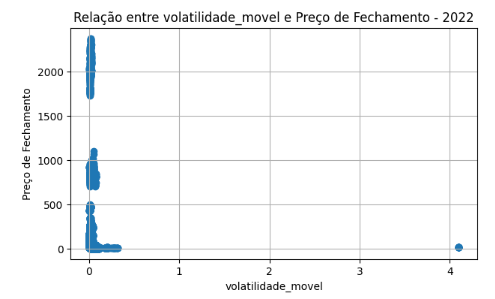 Relação entre volatilidade_movel e Preço de Fechamento - 2022
Preço de Fechamento
2000
1500
1000
500
0
0 1 2 3 4
volatilidade_movel